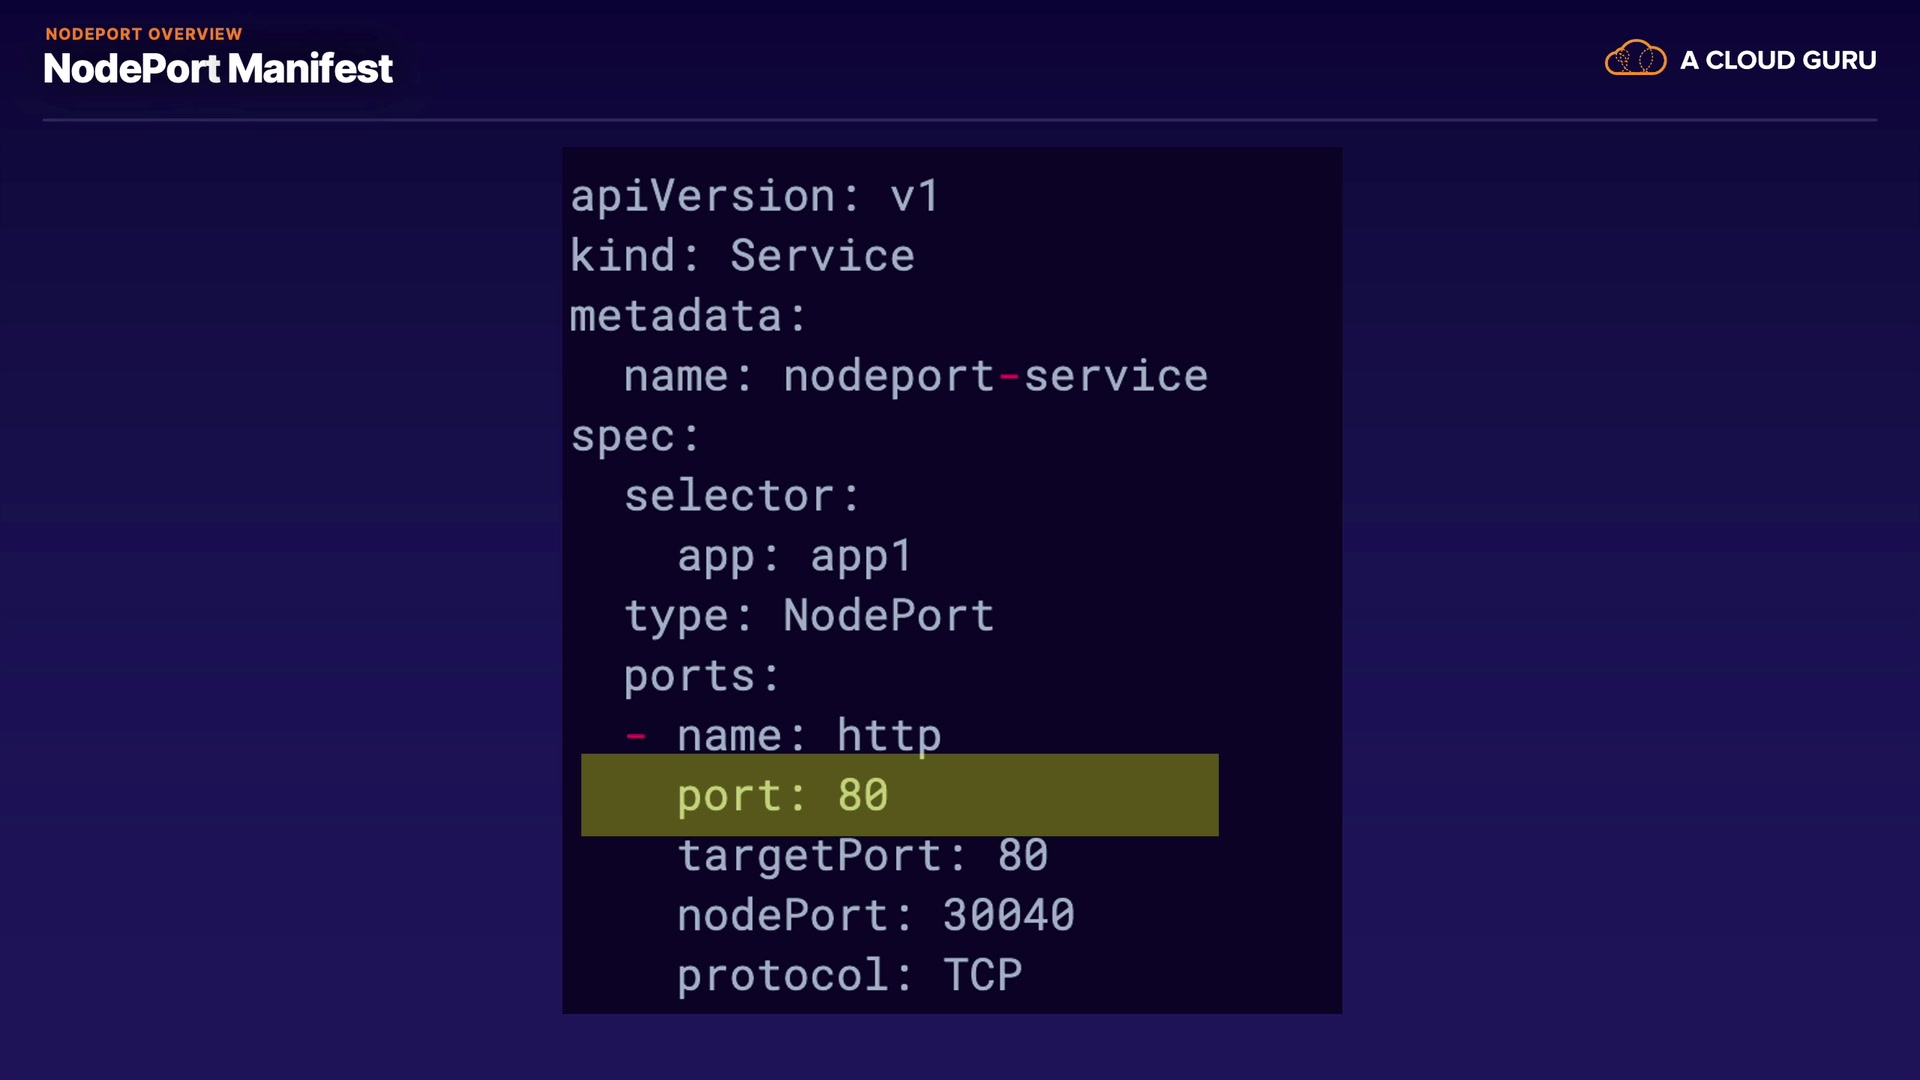 NODEPORT OVERVIEW
NodePort Manifest
A CLOUD GURU
apiVersion: v1
kind: Service
metadata:
  name: nodeport-service
spec:
  selector:
    app: app1
  type: NodePort
  ports:
  - name: http
    port: 80
    targetPort: 80
    nodePort: 30040
    protocol: TCP